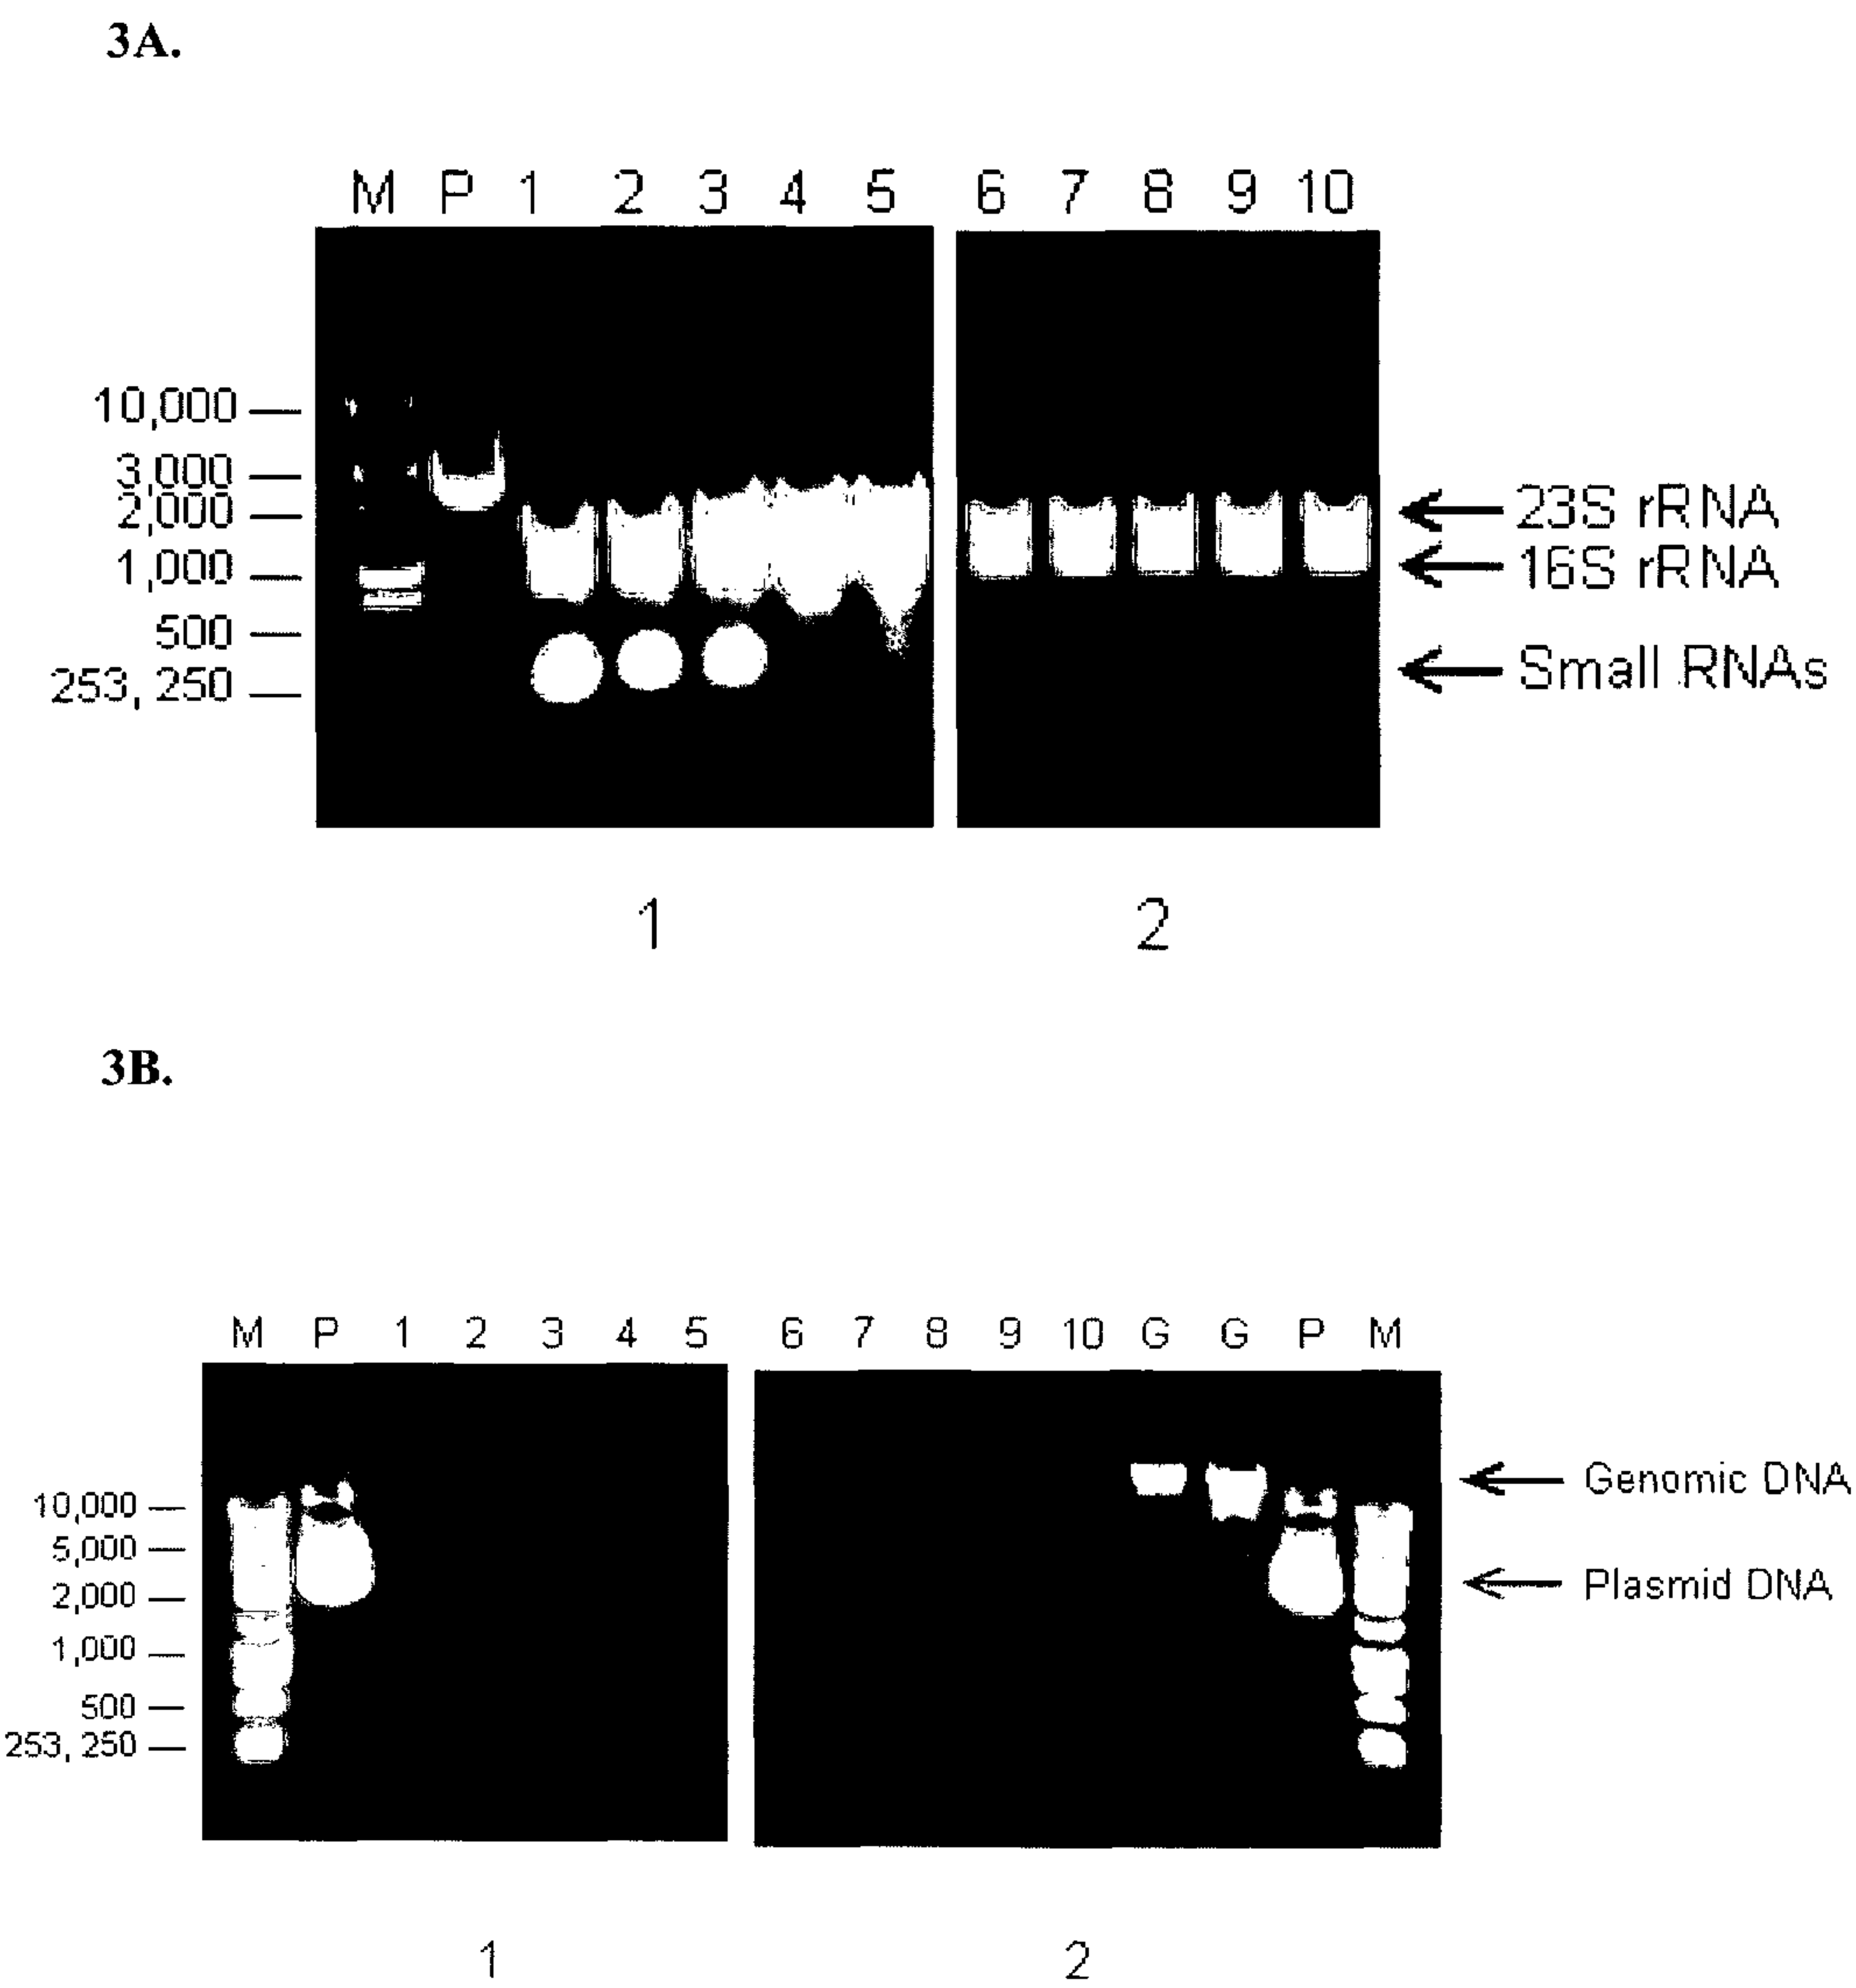 3A.
M P 1 2 3 4 5 6 7 8 9 10
10,000
3,000
2,000
1,000
500
253, 250
23S rRNA
16S rRNA
Small RNAs
1 2
3B.
M P 1 2 3 4 5 6 7 8 9 10 G G P M
10,000
5,000
2,000
1,000
500
253, 250
Genomic DNA
Plasmid DNA
1 2